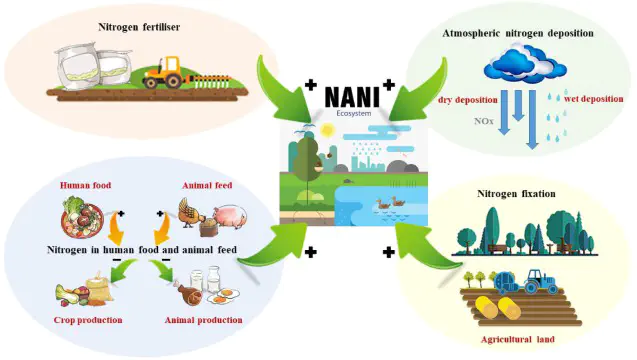 Nitrogen fertiliser
Atmospheric nitrogen deposition
+ NANI +
Ecosystem
dry deposition
wet deposition
NOx
Human food
Animal feed
+ +
Nitrogen in human food and animal feed
− −
Crop production
Animal production
Nitrogen fixation
+ +
Agricultural land